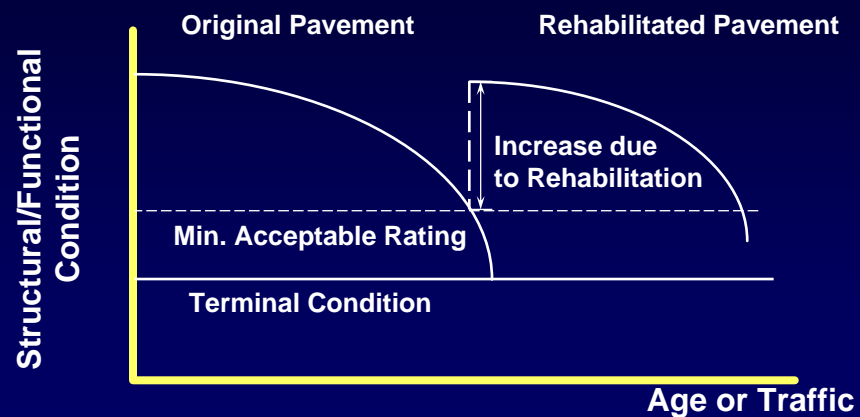 Original Pavement
Rehabilitated Pavement
Structural/Functional
Condition
Increase due
to Rehabilitation
Min. Acceptable Rating
Terminal Condition
Age or Traffic